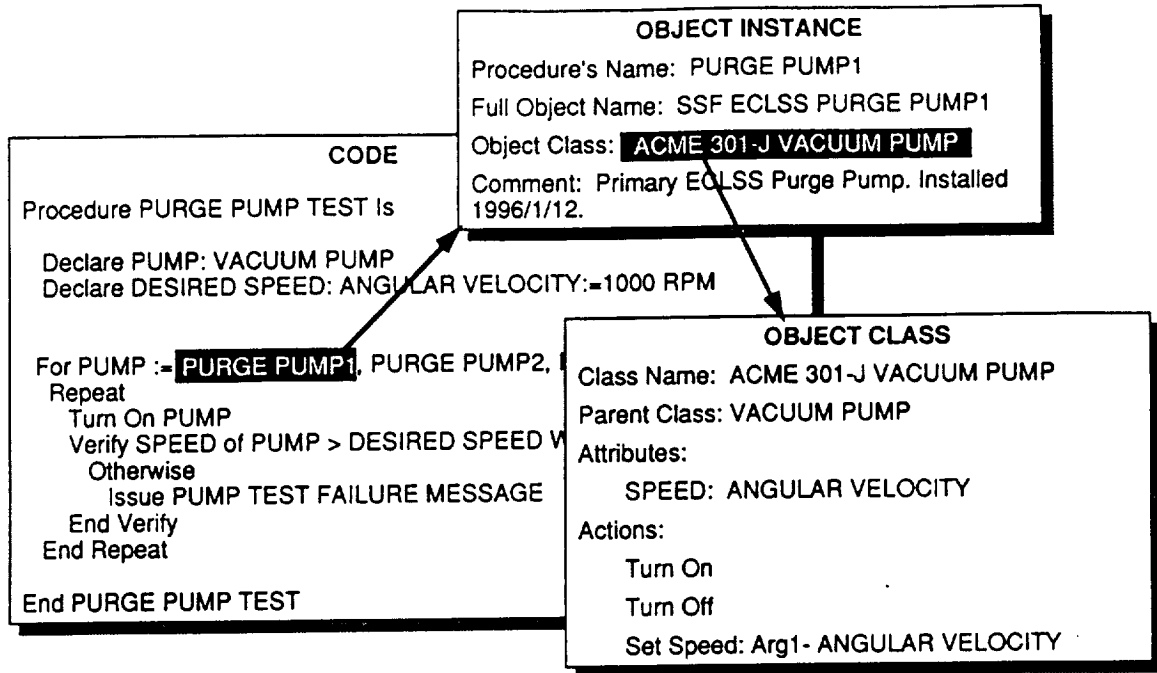 OBJECT INSTANCE
Procedure's Name: PURGE PUMP1
Full Object Name: SSF ECLSS PURGE PUMP1
Object Class: ACME 301-J VACUUM PUMP
Comment: Primary ECLSS Purge Pump. Installed
1996/1/12.
CODE
Procedure PURGE PUMP TEST Is
Declare PUMP: VACUUM PUMP
Declare DESIRED SPEED: ANGULAR VELOCITY:=1000 RPM
For PUMP := PURGE PUMP1, PURGE PUMP2,
Repeat
Turn On PUMP
Verify SPEED of PUMP > DESIRED SPEED
Otherwise
Issue PUMP TEST FAILURE MESSAGE
End Verify
End Repeat
End PURGE PUMP TEST
OBJECT CLASS
Class Name: ACME 301-J VACUUM PUMP
Parent Class: VACUUM PUMP
Attributes:
SPEED: ANGULAR VELOCITY
Actions:
Turn On
Turn Off
Set Speed: Arg1- ANGULAR VELOCITY